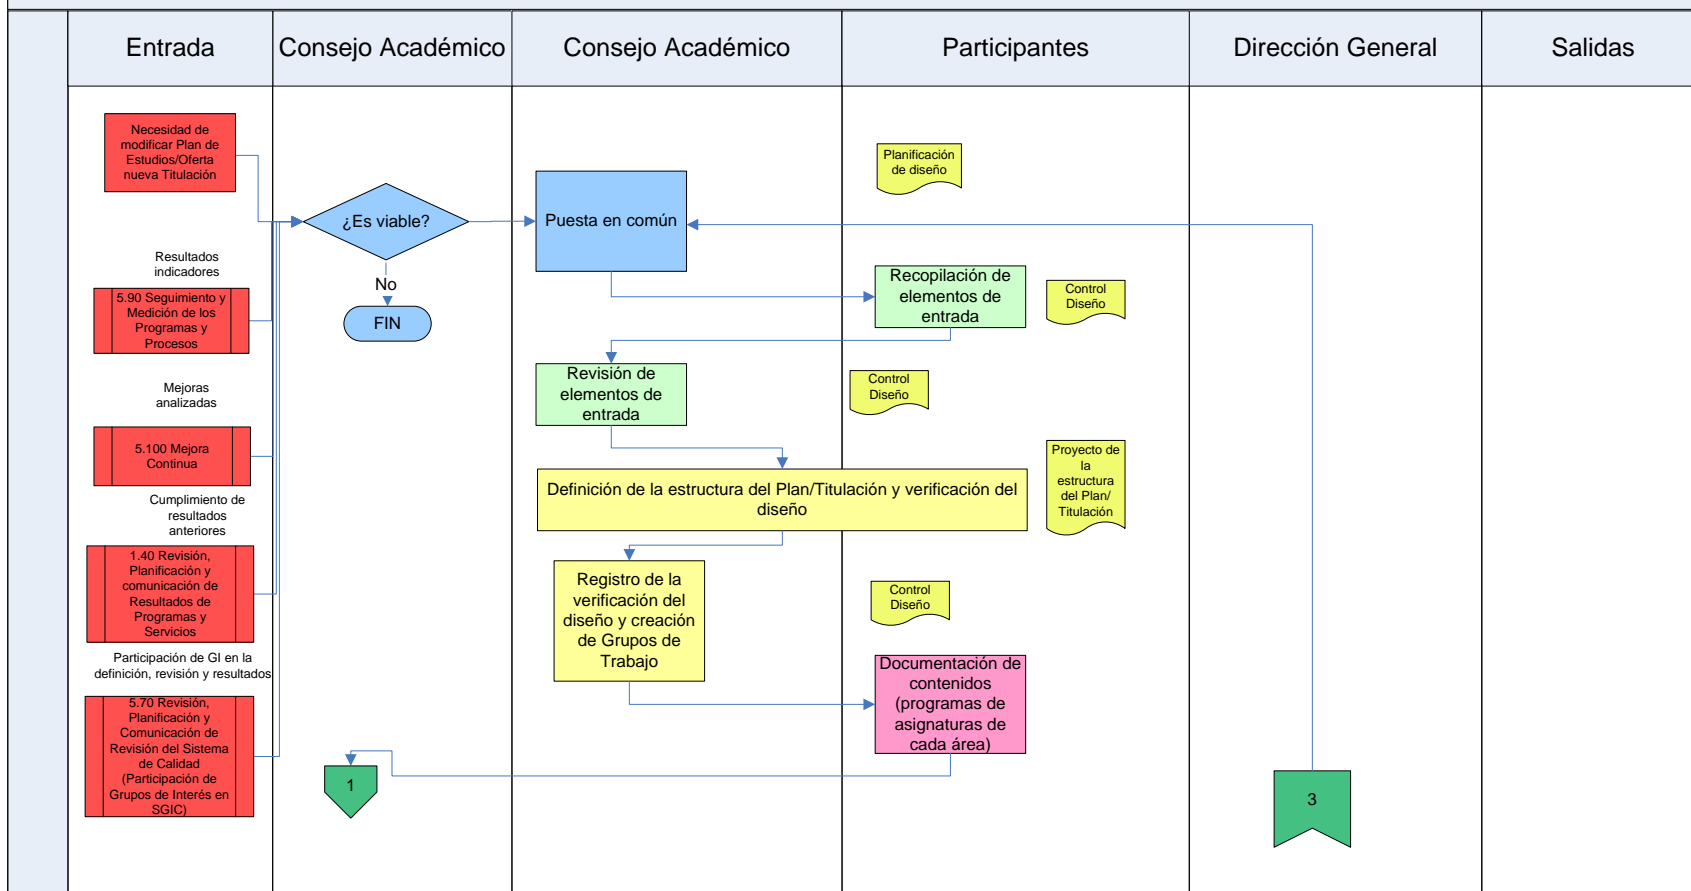 Entrada
Consejo Académico
Consejo Académico
Participantes
Dirección General
Salidas
Necesidad de
modificar Plan de
Estudios/Oferta
nueva Titulación
Resultados
indicadores
5.90 Seguimiento y
Medición de los
Programas y
Procesos
Mejoras
analizadas
5.100 Mejora
Continua
Cumplimiento de
resultados
anteriores
1.40 Revisión,
Planificación y
comunicación de
Resultados de
Programas y
Servicios
Participación de GI en la
definición, revisión y resultados
5.70 Revisión,
Planificación y
Comunicación de
Revisión del Sistema
de Calidad
(Participación de
Grupos de Interés en
SGIC)
¿Es viable?
No
FIN
1
Puesta en común
Revisión de
elementos de
entrada
Definición de la estructura del Plan/Titulación y verificación del
diseño
Registro de la
verificación del
diseño y creación
de Grupos de
Trabajo
Planificación
de diseño
Recopilación de
elementos de
entrada
Control
Diseño
Control
Diseño
Proyecto de
la
estructura
del Plan/
Titulación
Control
Diseño
Documentación de
contenidos
(programas de
asignaturas de
cada área)
3